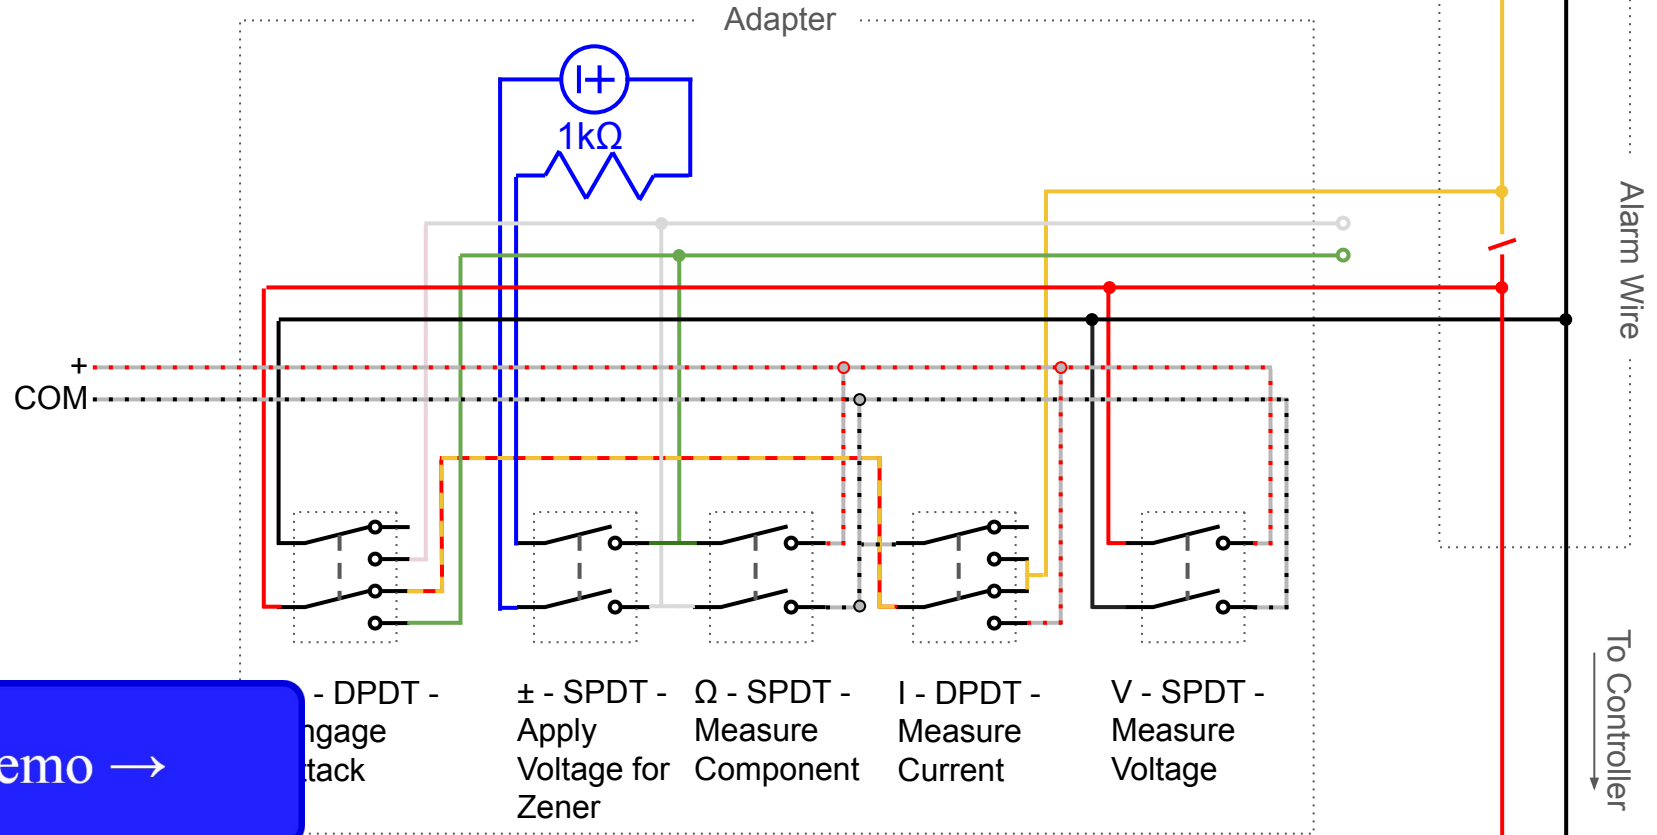 Adapter
1kΩ
+
COM
Alarm Wire
To Controller
- DPDT -
ngage
ttack
± - SPDT -
Apply
Voltage for
Zener
Ω - SPDT -
Measure
Component
I - DPDT -
Measure
Current
V - SPDT -
Measure
Voltage
emo →